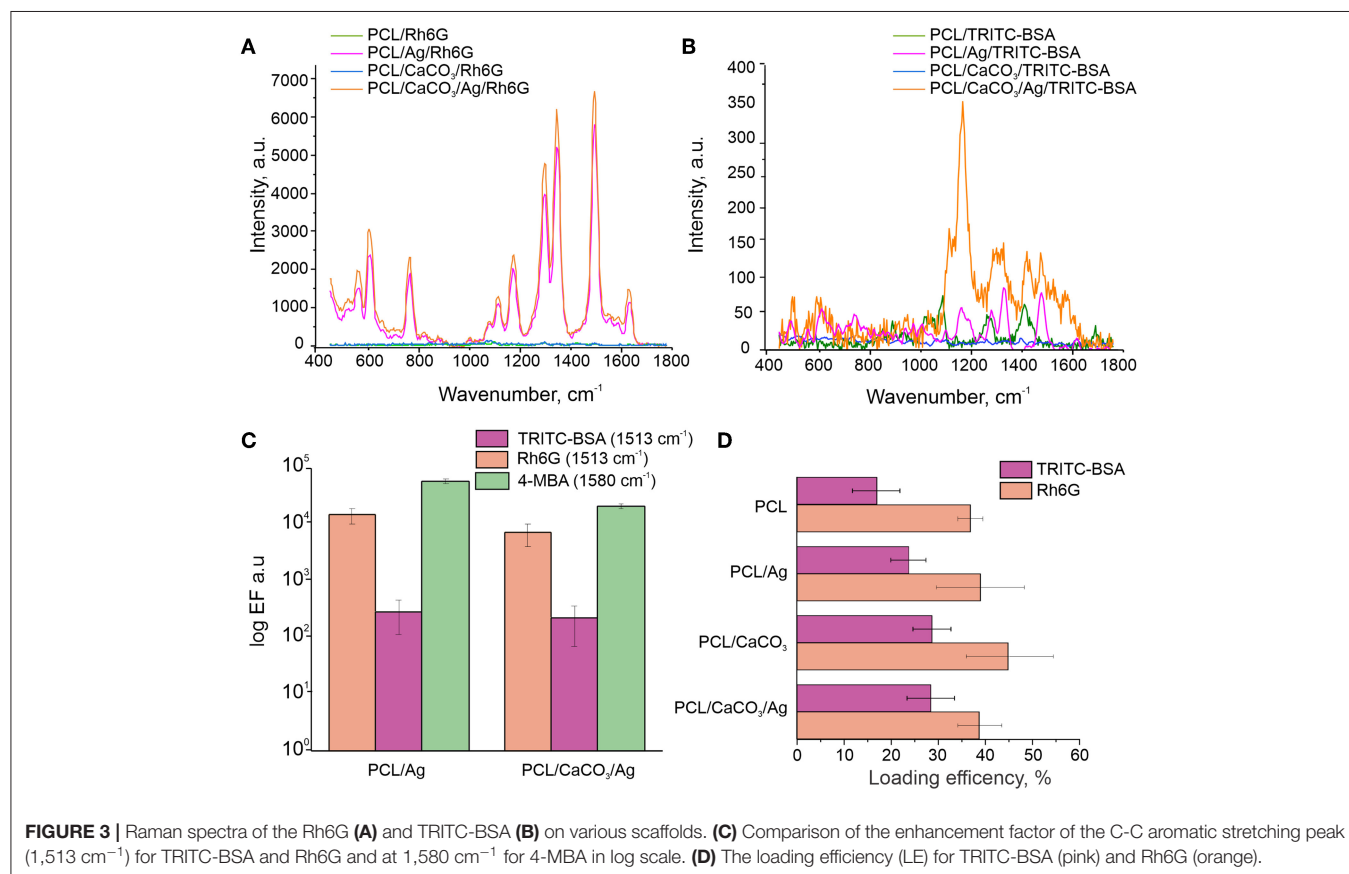 A
PCL/Rh6G
PCL/Ag/Rh6G
PCL/CaCO₃/Rh6G
PCL/CaCO₃/Ag/Rh6G
Intensity, a.u.
7000
6000
5000
4000
3000
2000
1000
0
400
600
800
1000
1200
1400
1600
1800
Wavenumber, cm⁻¹
B
PCL/TRITC-BSA
PCL/Ag/TRITC-BSA
PCL/CaCO₃/TRITC-BSA
PCL/CaCO₃/Ag/TRITC-BSA
Intensity, a.u.
400
350
300
250
200
150
100
50
0
400
600
800
1000
1200
1400
1600
1800
Wavenumber, cm⁻¹
C
TRITC-BSA (1513 cm⁻¹)
Rh6G (1513 cm⁻¹)
4-MBA (1580 cm⁻¹)
log EF a.u
10⁵
10⁴
10³
10²
10¹
10⁰
PCL/Ag
PCL/CaCO₃/Ag
D
TRITC-BSA
Rh6G
PCL
PCL/Ag
PCL/CaCO₃
PCL/CaCO₃/Ag
0
10
20
30
40
50
60
Loading efficency, %
FIGURE 3 | Raman spectra of the Rh6G (A) and TRITC-BSA (B) on various scaffolds. (C) Comparison of the enhancement factor of the C-C aromatic stretching peak
(1,513 cm⁻¹) for TRITC-BSA and Rh6G and at 1,580 cm⁻¹ for 4-MBA in log scale. (D) The loading efficiency (LE) for TRITC-BSA (pink) and Rh6G (orange).